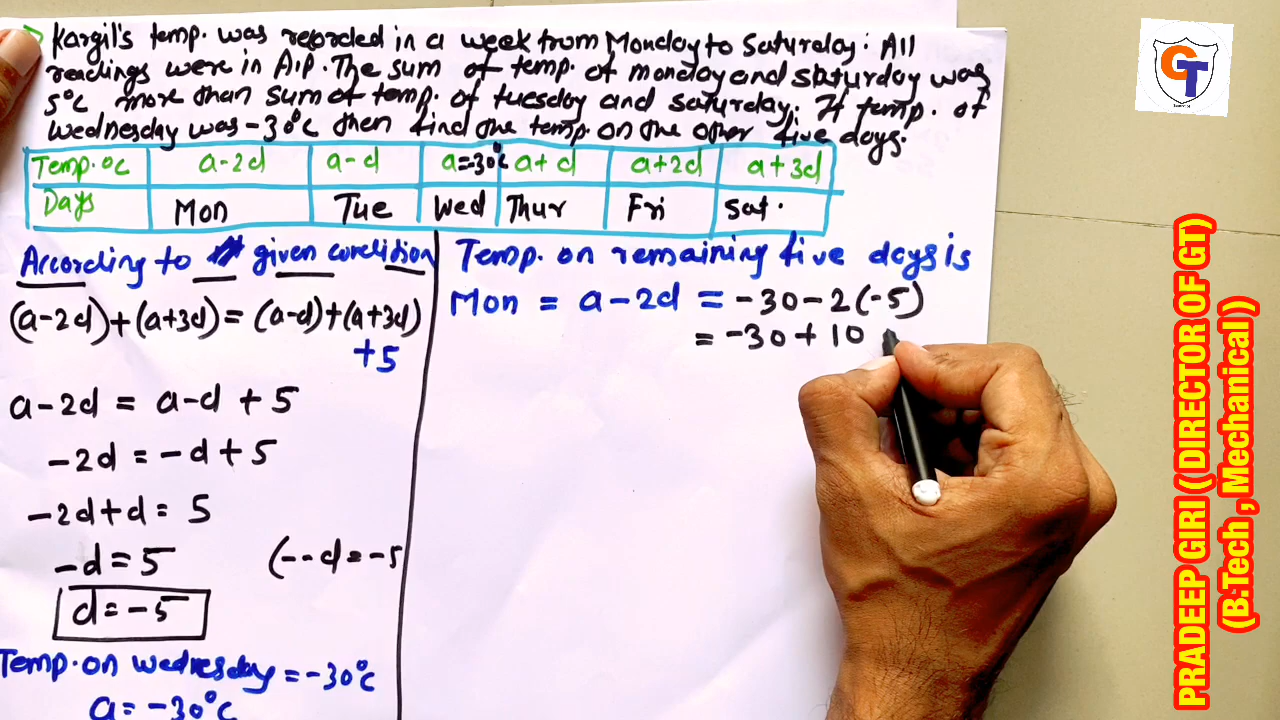 Kargil's temp. was recorded in a week from Monday to Saturday: All
readings were in A.P. The sum of temp. of monday and saturday was
5°C more than sum of temp. of tuesday and saturday. If temp. of
Wednesday was -30°C then find the temp. on the other five days.
Temp. °C a-2d a-d a=-30°C a+d a+2d a+3d
Days Mon Tue Wed Thur Fri Sat.
According to given condition
(a-2d)+(a+3d)=(a-d)+(a+3d)
+5
a-2d = a-d+5
-2d = -d+5
-2d+d = 5
-d = 5 (--d=-5
d = -5
Temp. on wednesday = -30°C
a = -30°C
Temp. on remaining five days is
Mon = a-2d = -30-2(-5)
= -30+10
GT
PRADEEP GIRI (( DIRECTOR OF GT)
(B.Tech , Mechanical ))